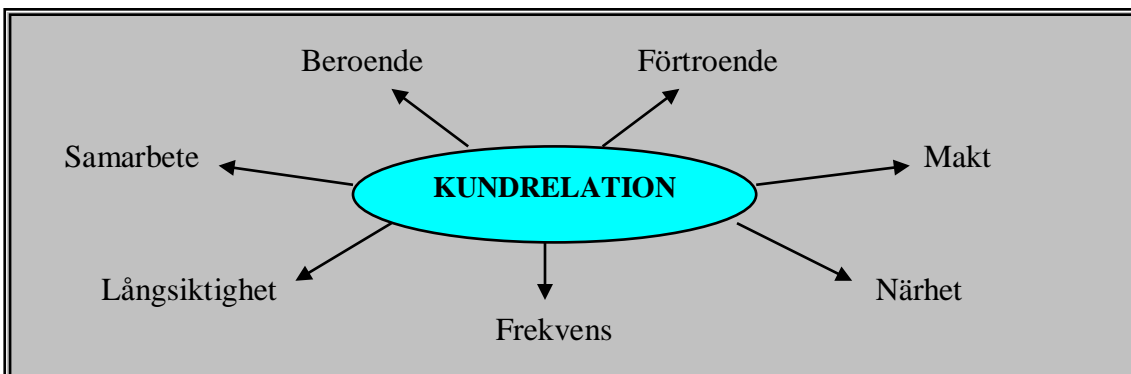 Beroende Förtroende
Samarbete Makt
KUNDRELATION
Långsiktighet Närhet
Frekvens